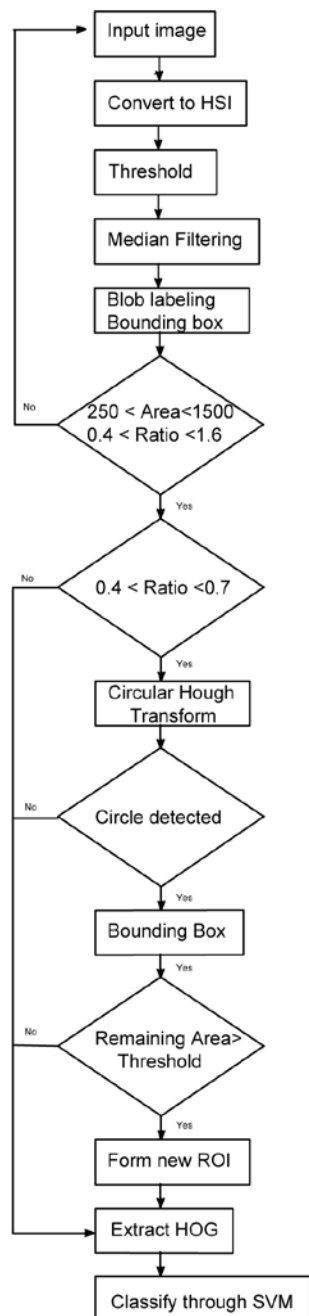 Input image
Convert to HSI
Threshold
Median Filtering
Blob labeling
Bounding box
No
250 < Area<1500
0.4 < Ratio <1.6
Yes
No
0.4 < Ratio <0.7
Yes
Circular Hough
Transform
No
Circle detected
Yes
Bounding Box
Yes
No
Remaining Area>
Threshold
Yes
Form new ROI
Extract HOG
Classify through SVM